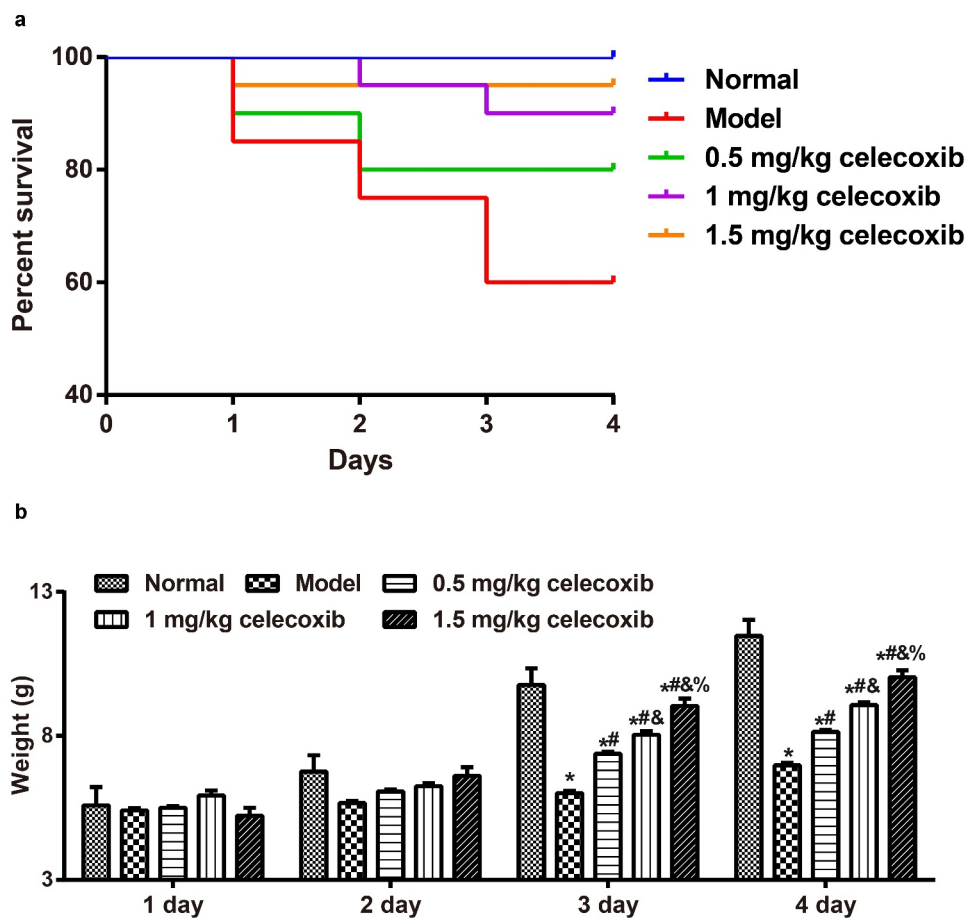 a
100
80
60
40
Percent survival
0 1 2 3 4
Days
Normal
Model
0.5 mg/kg celecoxib
1 mg/kg celecoxib
1.5 mg/kg celecoxib
b
Normal Model 0.5 mg/kg celecoxib
1 mg/kg celecoxib 1.5 mg/kg celecoxib
13
8
3
Weight (g)
* *# *#& *#&%
* *# *#& *#&%
1 day 2 day 3 day 4 day